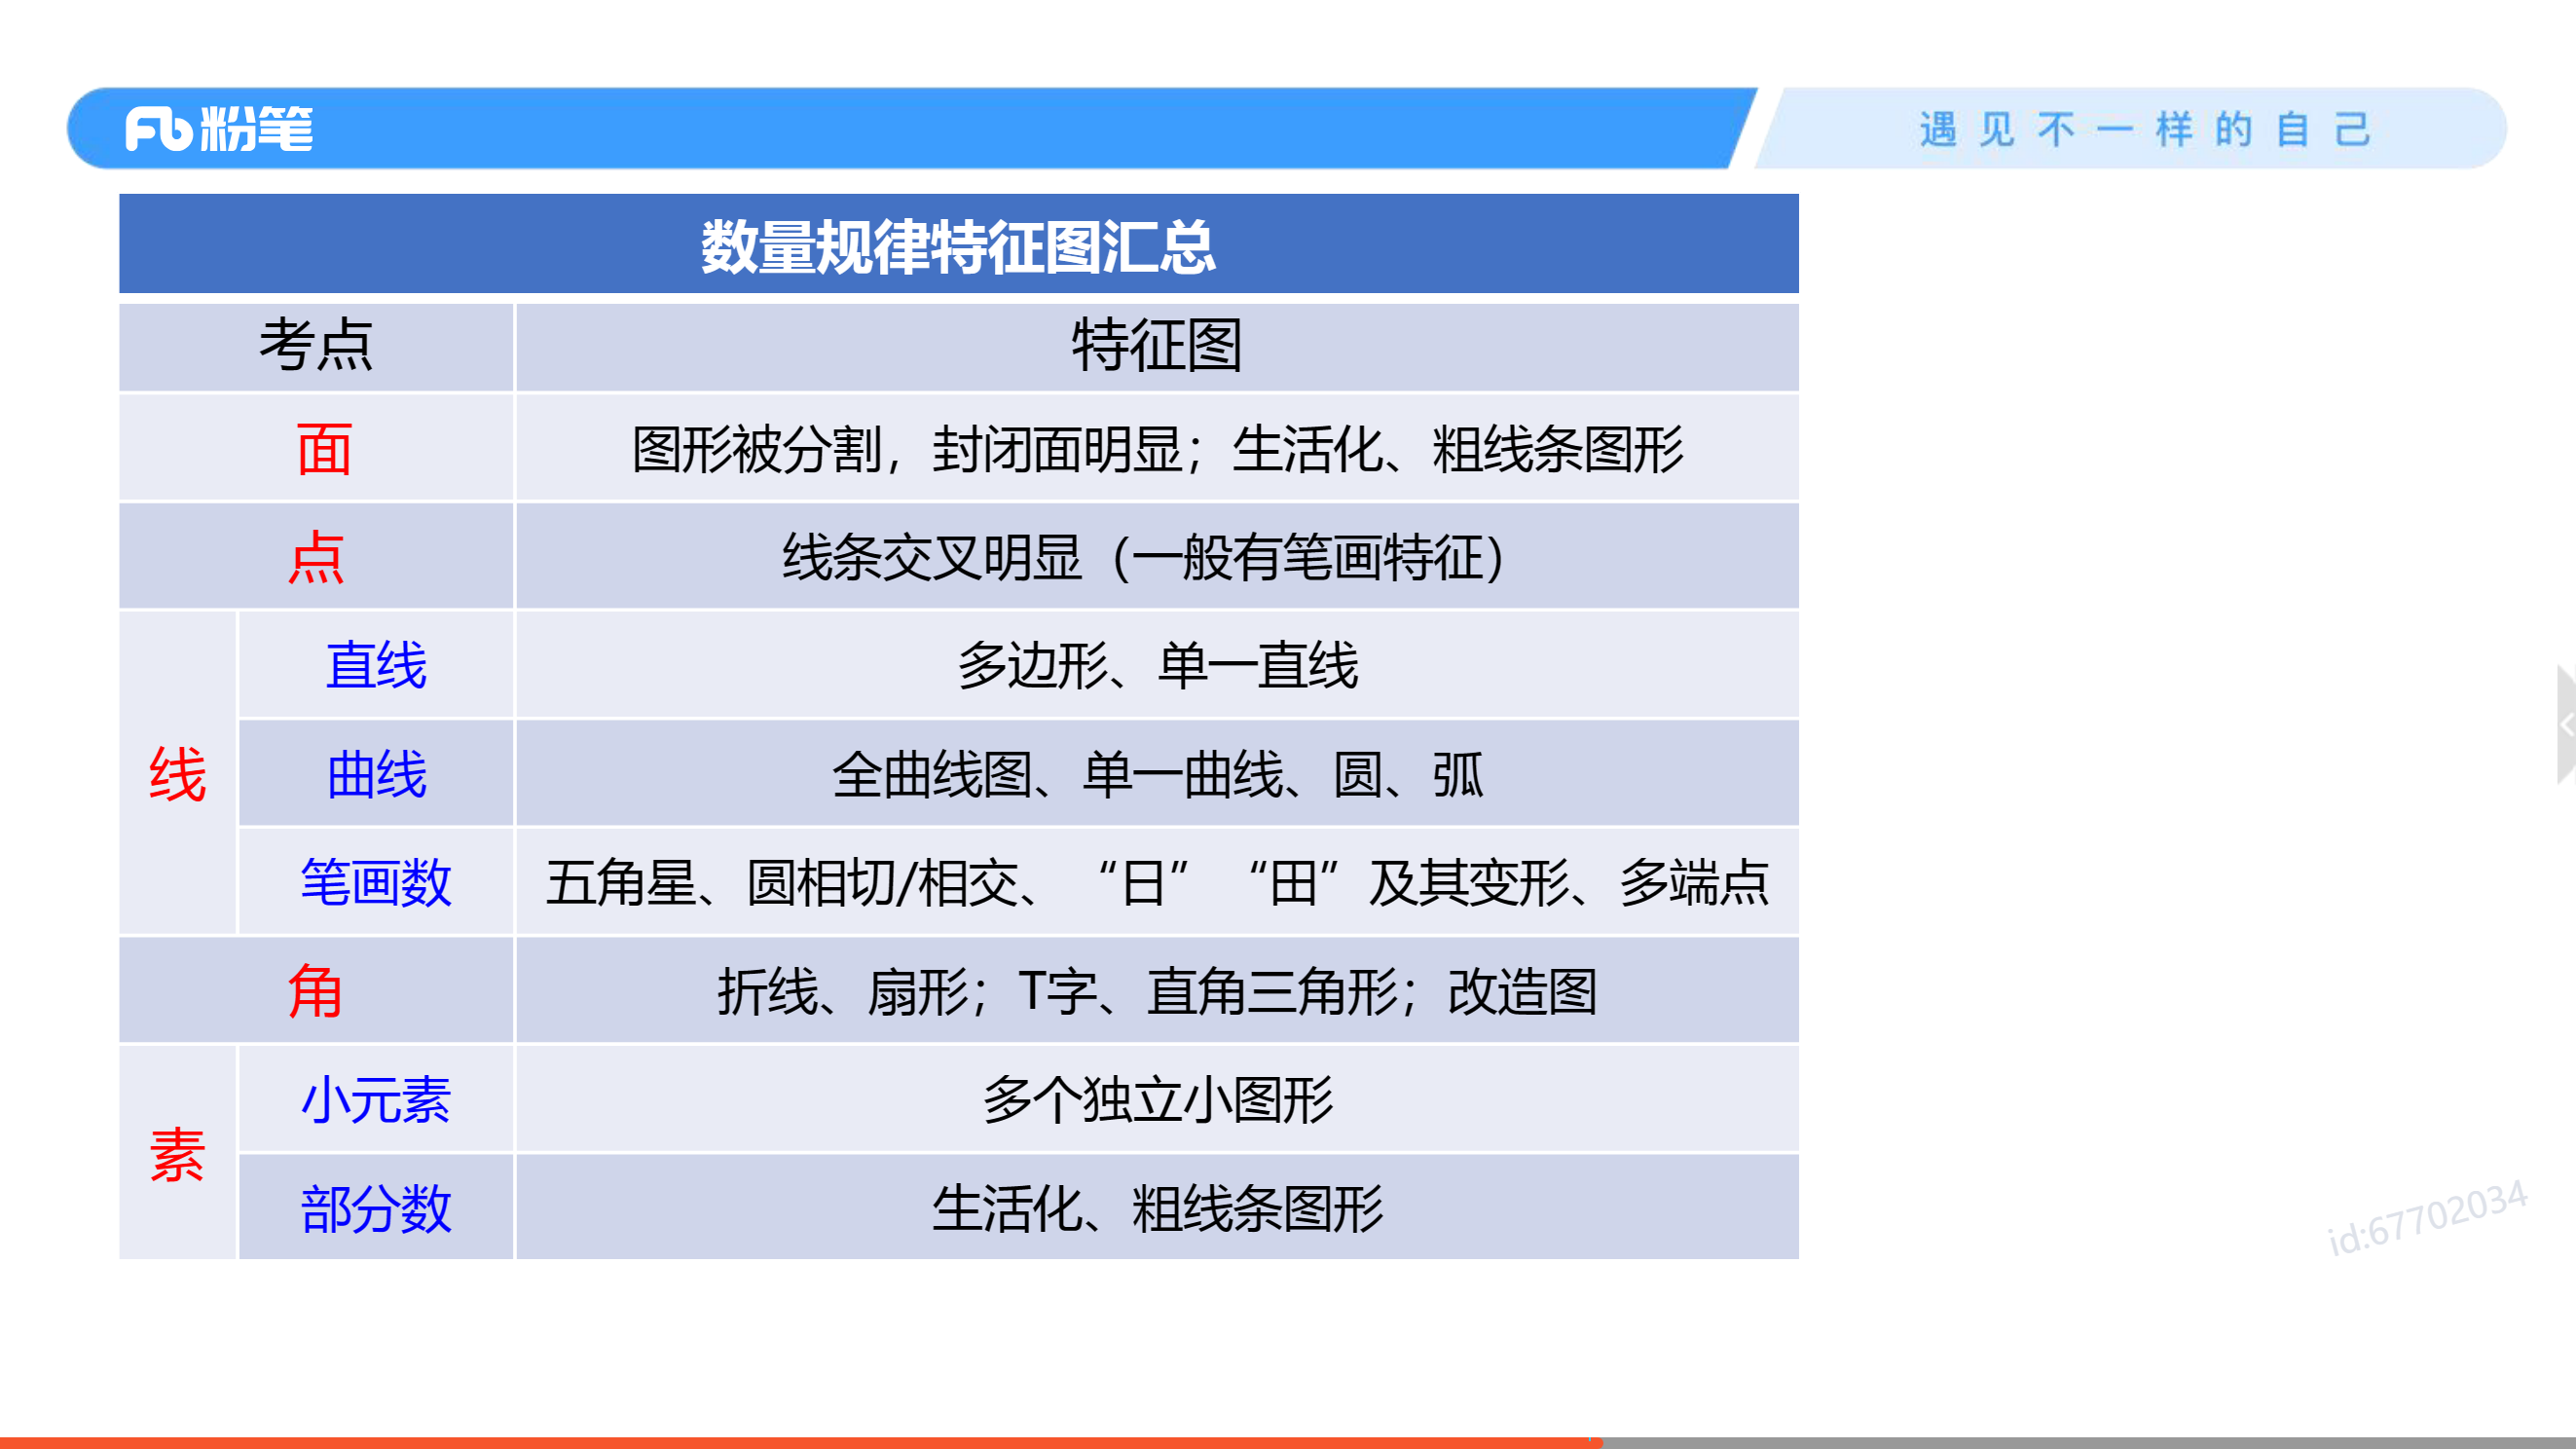 粉笔
遇见不一样的自己
数量规律特征图汇总
考点
特征图
面
图形被分割，封闭面明显；生活化、粗线条图形
点
线条交叉明显（一般有笔画特征）
线
直线
多边形、单一直线
曲线
全曲线图、单一曲线、圆、弧
笔画数
五角星、圆相切/相交、“日”“田”及其变形、多端点
角
折线、扇形；T字、直角三角形；改造图
素
小元素
多个独立小图形
部分数
生活化、粗线条图形
id:67702034